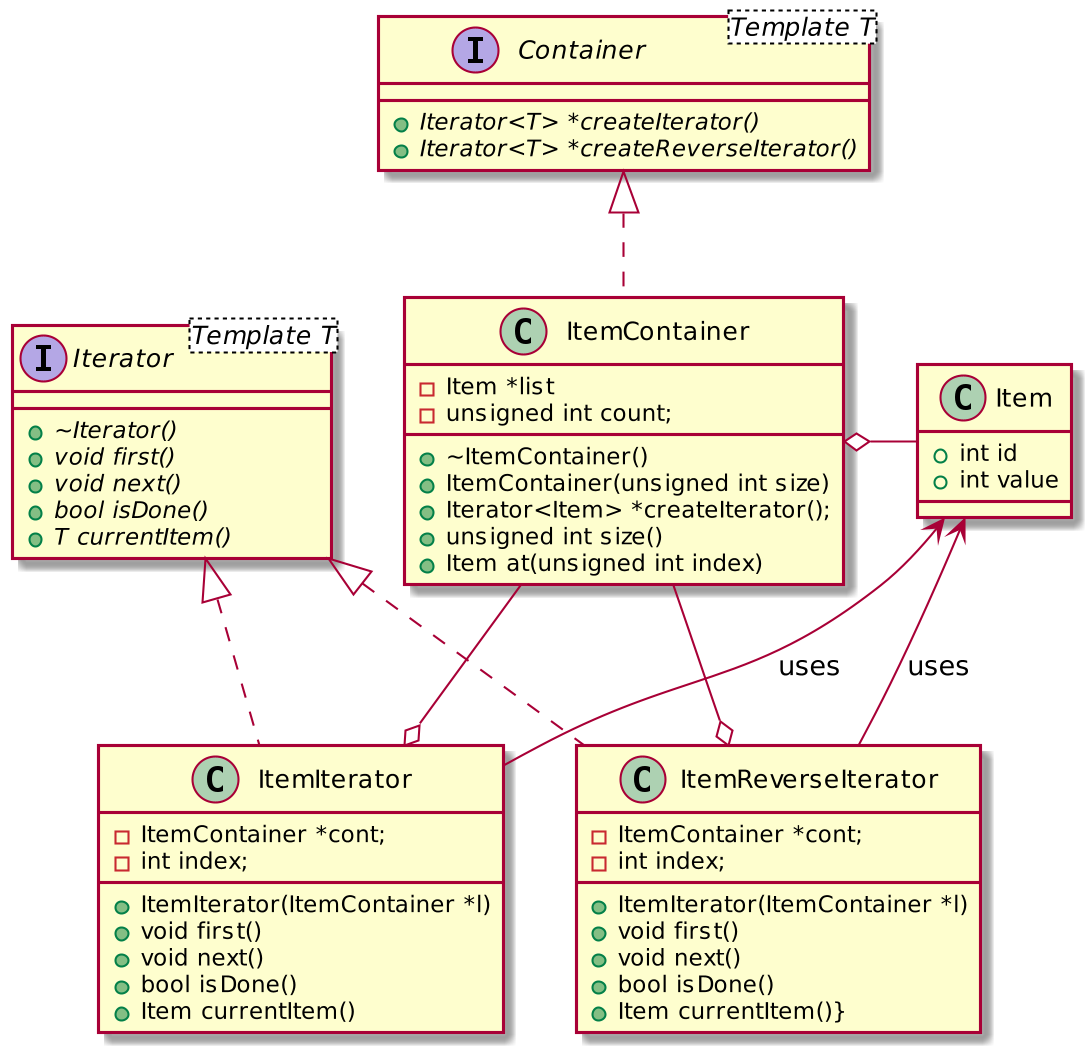 Template T
I Container
Iterator<T> *createIterator()
Iterator<T> *createReverseIterator()
Template T
I Iterator
~Iterator()
void first()
void next()
bool isDone()
T currentItem()
C ItemContainer
Item *list
unsigned int count;
~ItemContainer()
ItemContainer(unsigned int size)
Iterator<Item> *createIterator();
unsigned int size()
Item at(unsigned int index)
C Item
int id
int value
uses
uses
C ItemIterator
ItemContainer *cont;
int index;
ItemIterator(ItemContainer *l)
void first()
void next()
bool isDone()
Item currentItem()
C ItemReverseIterator
ItemContainer *cont;
int index;
ItemIterator(ItemContainer *l)
void first()
void next()
bool isDone()
Item currentItem()}